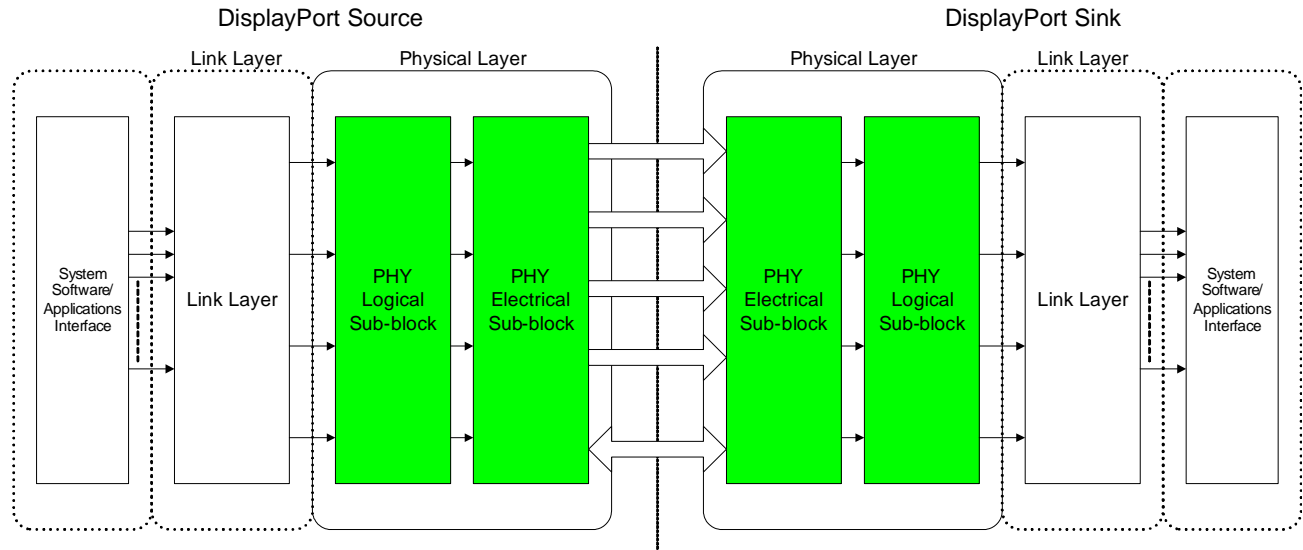 DisplayPort Source
DisplayPort Sink
Link Layer
Physical Layer
Physical Layer
Link Layer
System
Software/
Applications
Interface
Link Layer
PHY
Logical
Sub-block
PHY
Electrical
Sub-block
PHY
Electrical
Sub-block
PHY
Logical
Sub-block
Link Layer
System
Software/
Applications
Interface